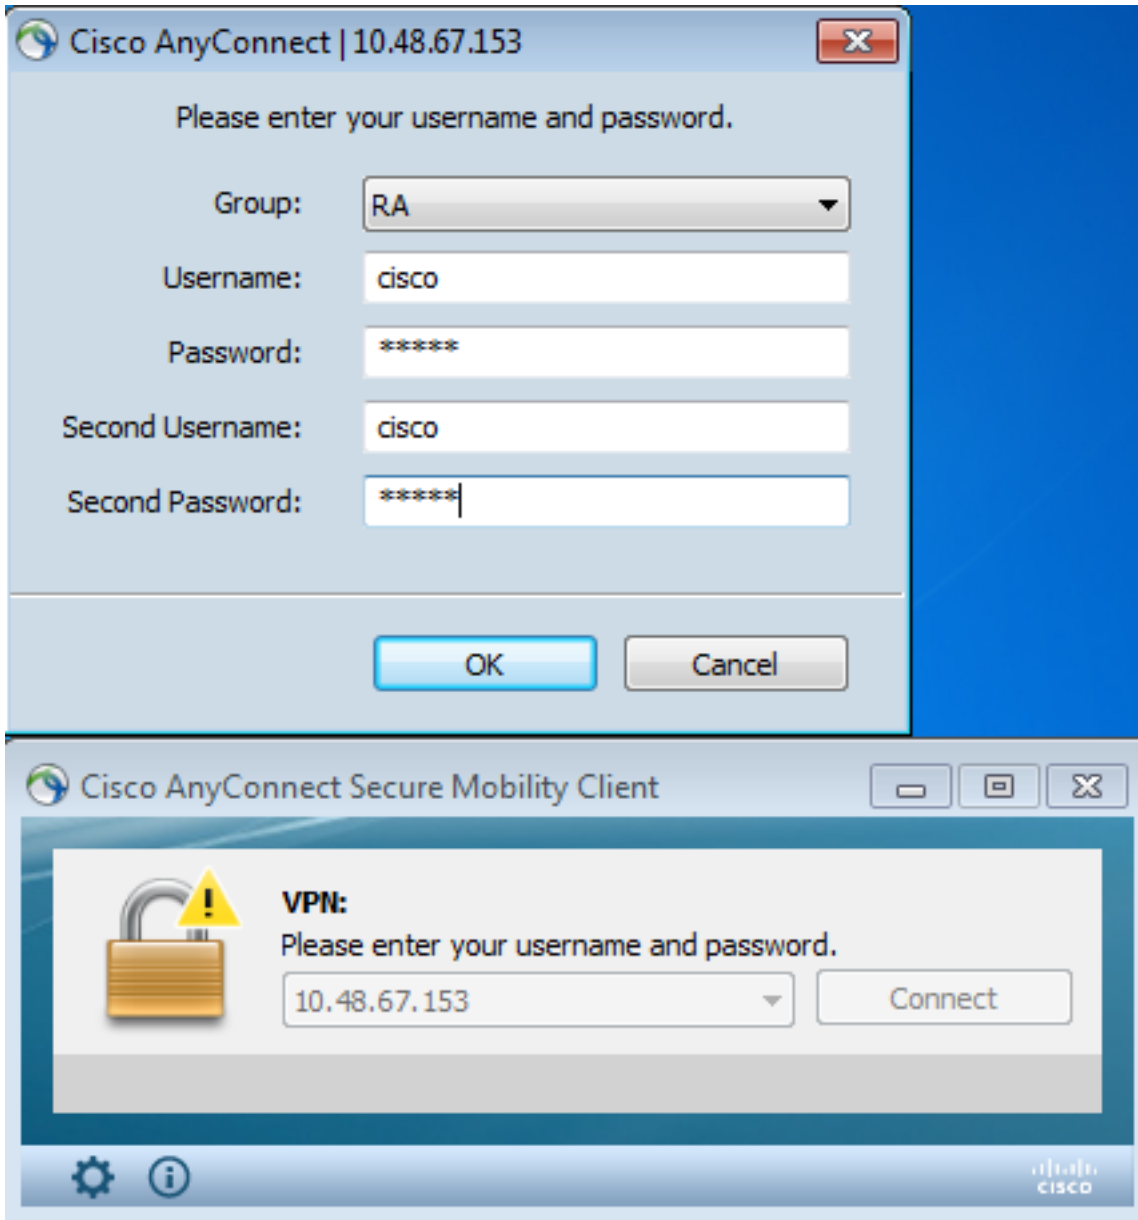 Cisco AnyConnect | 10.48.67.153
Please enter your username and password.
Group: RA
Username: cisco
Password: *****
Second Username: cisco
Second Password: *****
OK Cancel
Cisco AnyConnect Secure Mobility Client
VPN:
Please enter your username and password.
10.48.67.153 Connect
CISCO